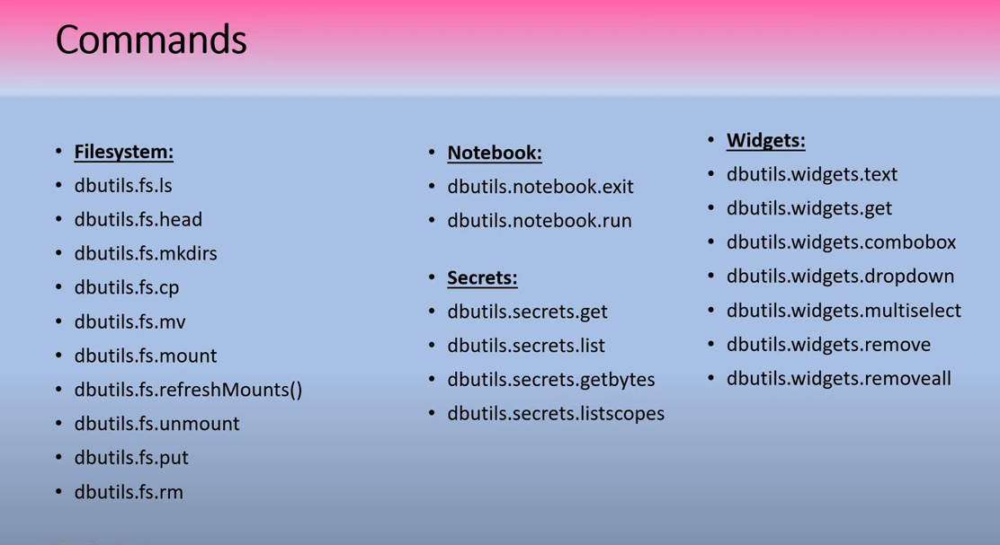 Commands
• Filesystem:
• dbutils.fs.ls
• dbutils.fs.head
• dbutils.fs.mkdirs
• dbutils.fs.cp
• dbutils.fs.mv
• dbutils.fs.mount
• dbutils.fs.refreshMounts()
• dbutils.fs.unmount
• dbutils.fs.put
• dbutils.fs.rm
• Notebook:
• dbutils.notebook.exit
• dbutils.notebook.run
• Secrets:
• dbutils.secrets.get
• dbutils.secrets.list
• dbutils.secrets.getbytes
• dbutils.secrets.listscopes
• Widgets:
• dbutils.widgets.text
• dbutils.widgets.get
• dbutils.widgets.combobox
• dbutils.widgets.dropdown
• dbutils.widgets.multiselect
• dbutils.widgets.remove
• dbutils.widgets.removeall